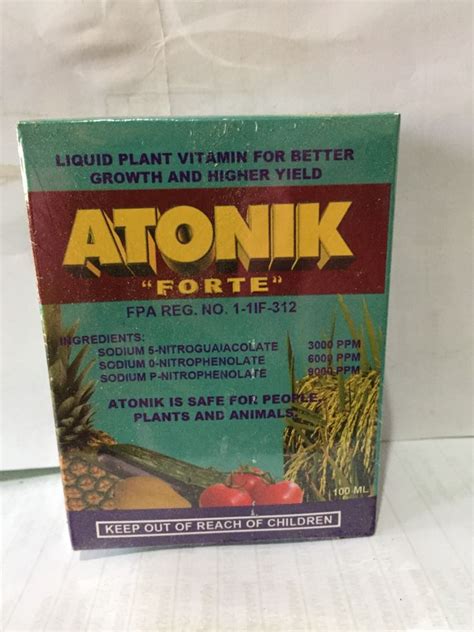 LIQUID PLANT VITAMIN FOR BETTER
GROWTH AND HIGHER YIELD
ATONIK
"FORTE"
FPA REG. NO. 1-1IF-312
INGREDIENTS:
SODIUM 5-NITROGUAIACOLATE 3000 PPM
SODIUM 0-NITROPHENOLATE 6000 PPM
SODIUM P-NITROPHENOLATE 9000 PPM
ATONIK IS SAFE FOR PEOPLE,
PLANTS AND ANIMALS.
100 ML
KEEP OUT OF REACH OF CHILDREN